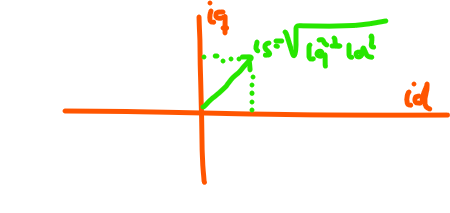 iq
is=√iq²+id²
id